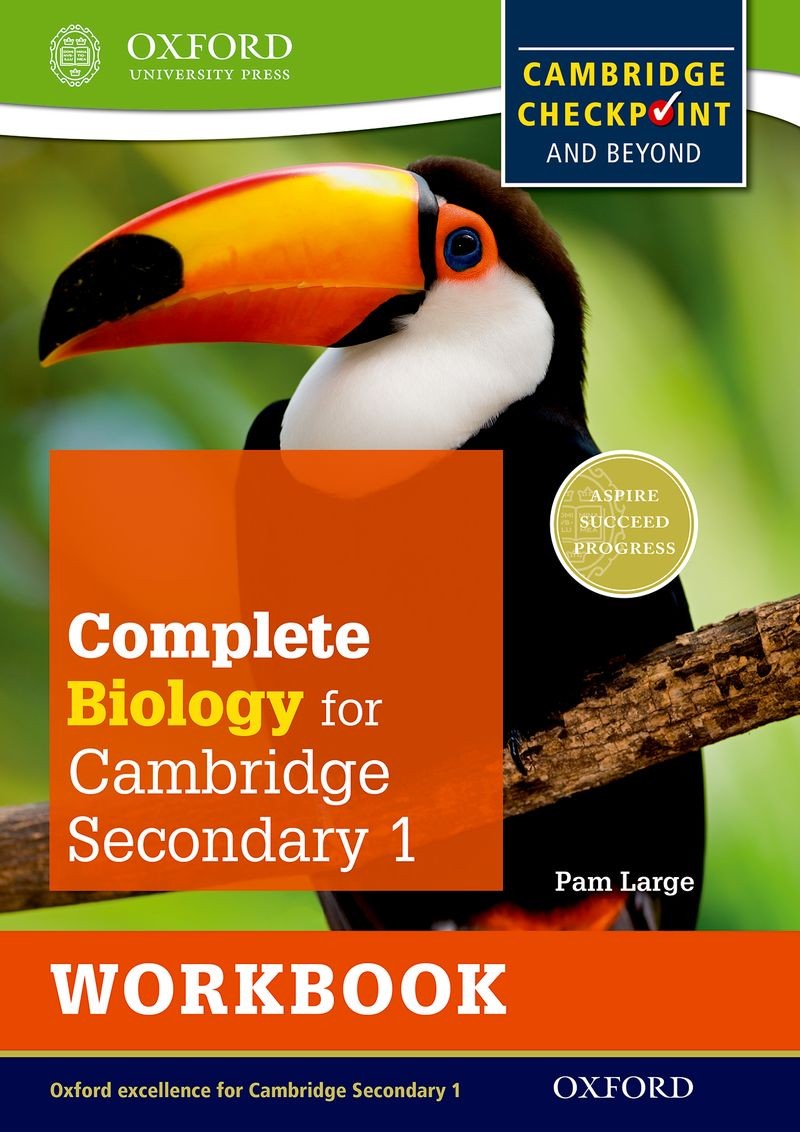 OXFORD
UNIVERSITY PRESS
CAMBRIDGE
CHECKPOINT
AND BEYOND
ASPIRE
SUCCEED
PROGRESS
Complete
Biology for
Cambridge
Secondary 1
Pam Large
WORKBOOK
Oxford excellence for Cambridge Secondary 1
OXFORD